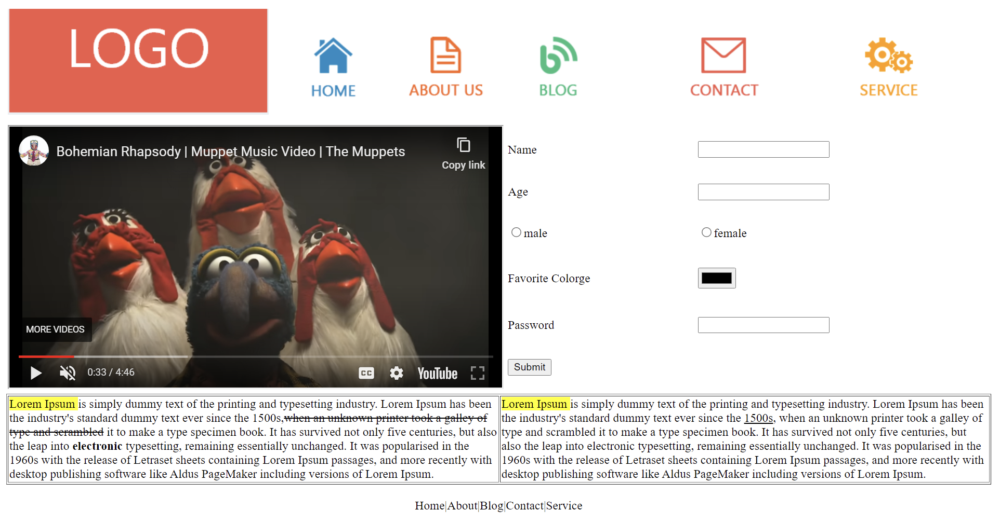 LOGO
HOME
ABOUT US
BLOG
CONTACT
SERVICE
Bohemian Rhapsody | Muppet Music Video | The Muppets
Copy link
MORE VIDEOS
0:33 / 4:46
CC
YouTube
Name
Age
male
female
Favorite Colorge
Password
Submit
Lorem Ipsum is simply dummy text of the printing and typesetting industry. Lorem Ipsum has been
the industry's standard dummy text ever since the 1500s,when an unknown printer took a galley of
type and scrambled it to make a type specimen book. It has survived not only five centuries, but also
the leap into electronic typesetting, remaining essentially unchanged. It was popularised in the
1960s with the release of Letraset sheets containing Lorem Ipsum passages, and more recently with
desktop publishing software like Aldus PageMaker including versions of Lorem Ipsum.
Lorem Ipsum is simply dummy text of the printing and typesetting industry. Lorem Ipsum has been
the industry's standard dummy text ever since the 1500s, when an unknown printer took a galley of
type and scrambled it to make a type specimen book. It has survived not only five centuries, but
also the leap into electronic typesetting, remaining essentially unchanged. It was popularised in the
1960s with the release of Letraset sheets containing Lorem Ipsum passages, and more recently with
desktop publishing software like Aldus PageMaker including versions of Lorem Ipsum.
Home|About|Blog|Contact|Service